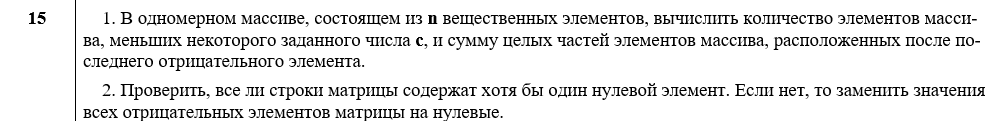 15
1. В одномерном массиве, состоящем из n вещественных элементов, вычислить количество элементов масси-
ва, меньших некоторого заданного числа с, и сумму целых частей элементов массива, расположенных после по-
следнего отрицательного элемента.
2. Проверить, все ли строки матрицы содержат хотя бы один нулевой элемент. Если нет, то заменить значения
всех отрицательных элементов матрицы на нулевые.